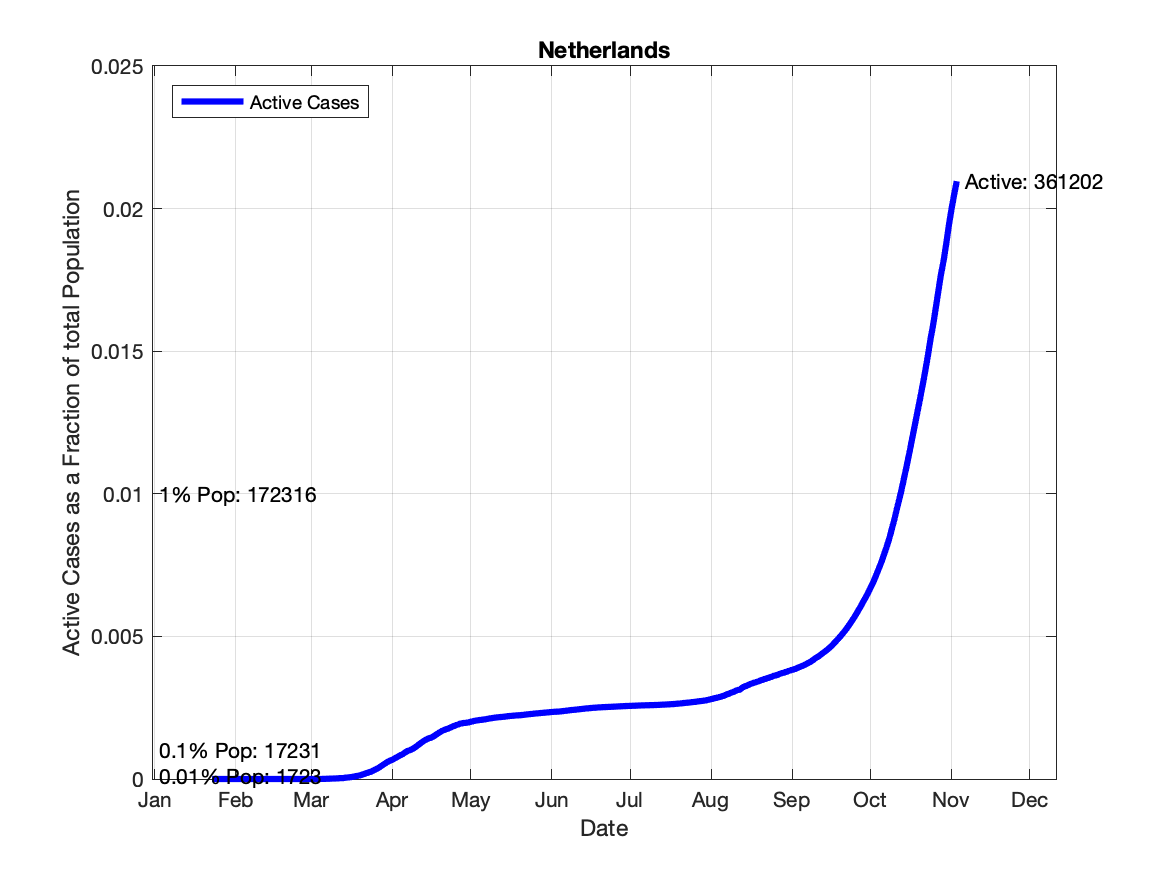 Netherlands
0.025
Active Cases
Active: 361202
0.02
0.015
1% Pop: 172316
0.01
0.005
0.1% Pop: 17231
0.01% Pop: 1723
0
Jan Feb Mar Apr May Jun Jul Aug Sep Oct Nov Dec
Date
Active Cases as a Fraction of total Population